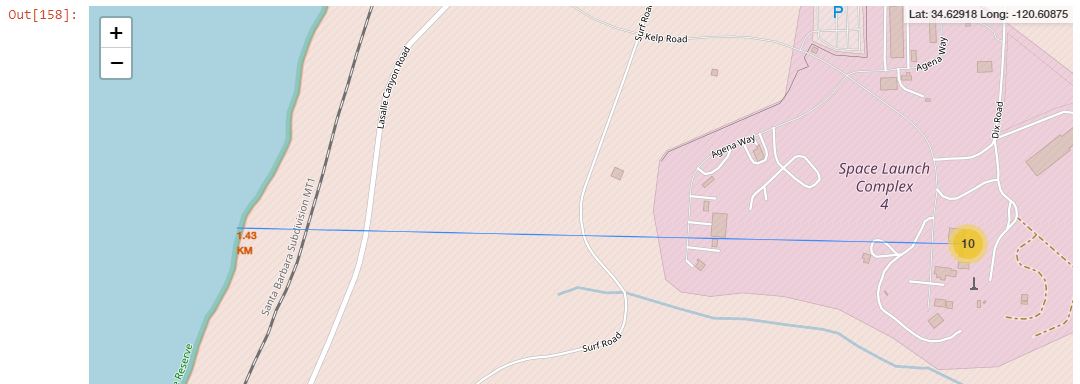 Out[158]:
+
−
P
Lat: 34.62918 Long: -120.60875
Surf Roa
Kelp Road
Agena Way
Lasalle Canyon Road
Dix Road
Agena Way
Space Launch
Complex
4
Santa Barbara Subdivision MT1
1.43
KM
10
Surf Road
e Reserve